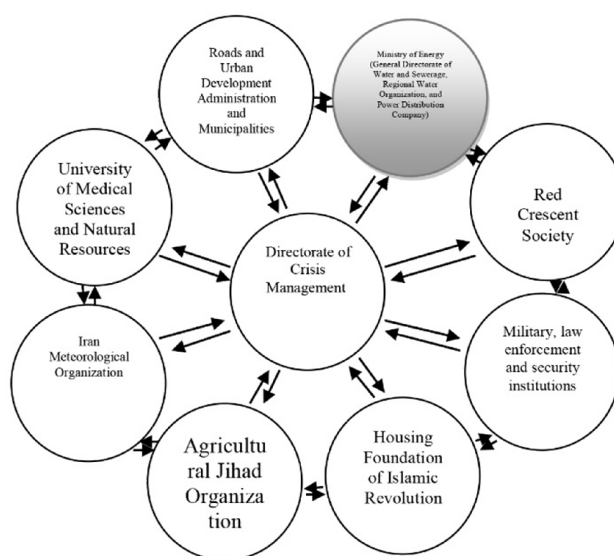 Roads and
Urban
Development
Administration
and
Municipalities
Ministry of Energy
(General Directorate of
Water and Sewerage,
Regional Water
Organization, and
Power Distribution
Company)
University
of Medical
Sciences
and Natural
Resources
Red
Crescent
Society
Directorate of
Crisis
Management
Iran
Meteorological
Organization
Military, law
enforcement
and security
institutions
Agricultu
ral Jihad
Organiza
tion
Housing
Foundation
of Islamic
Revolution